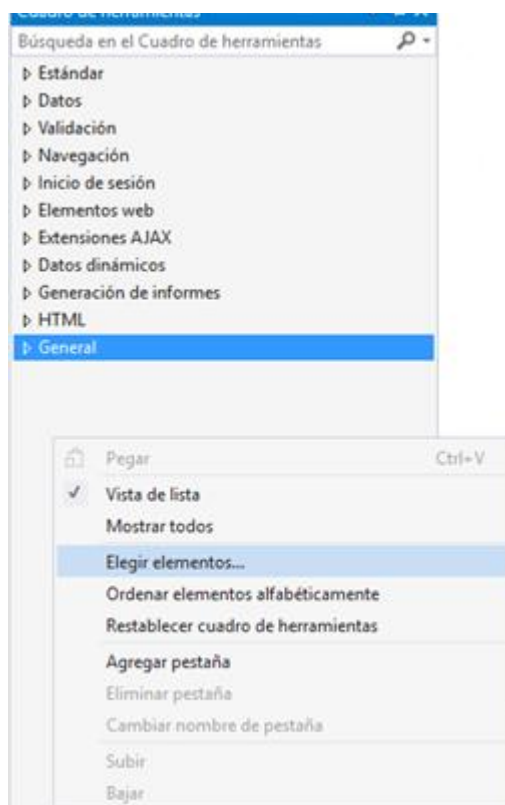 Cuadro de herramientas
Búsqueda en el Cuadro de herramientas
Estándar
Datos
Validación
Navegación
Inicio de sesión
Elementos web
Extensiones AJAX
Datos dinámicos
Generación de informes
HTML
General
Pegar Ctrl+V
Vista de lista
Mostrar todos
Elegir elementos...
Ordenar elementos alfabéticamente
Restablecer cuadro de herramientas
Agregar pestaña
Eliminar pestaña
Cambiar nombre de pestaña
Subir
Bajar